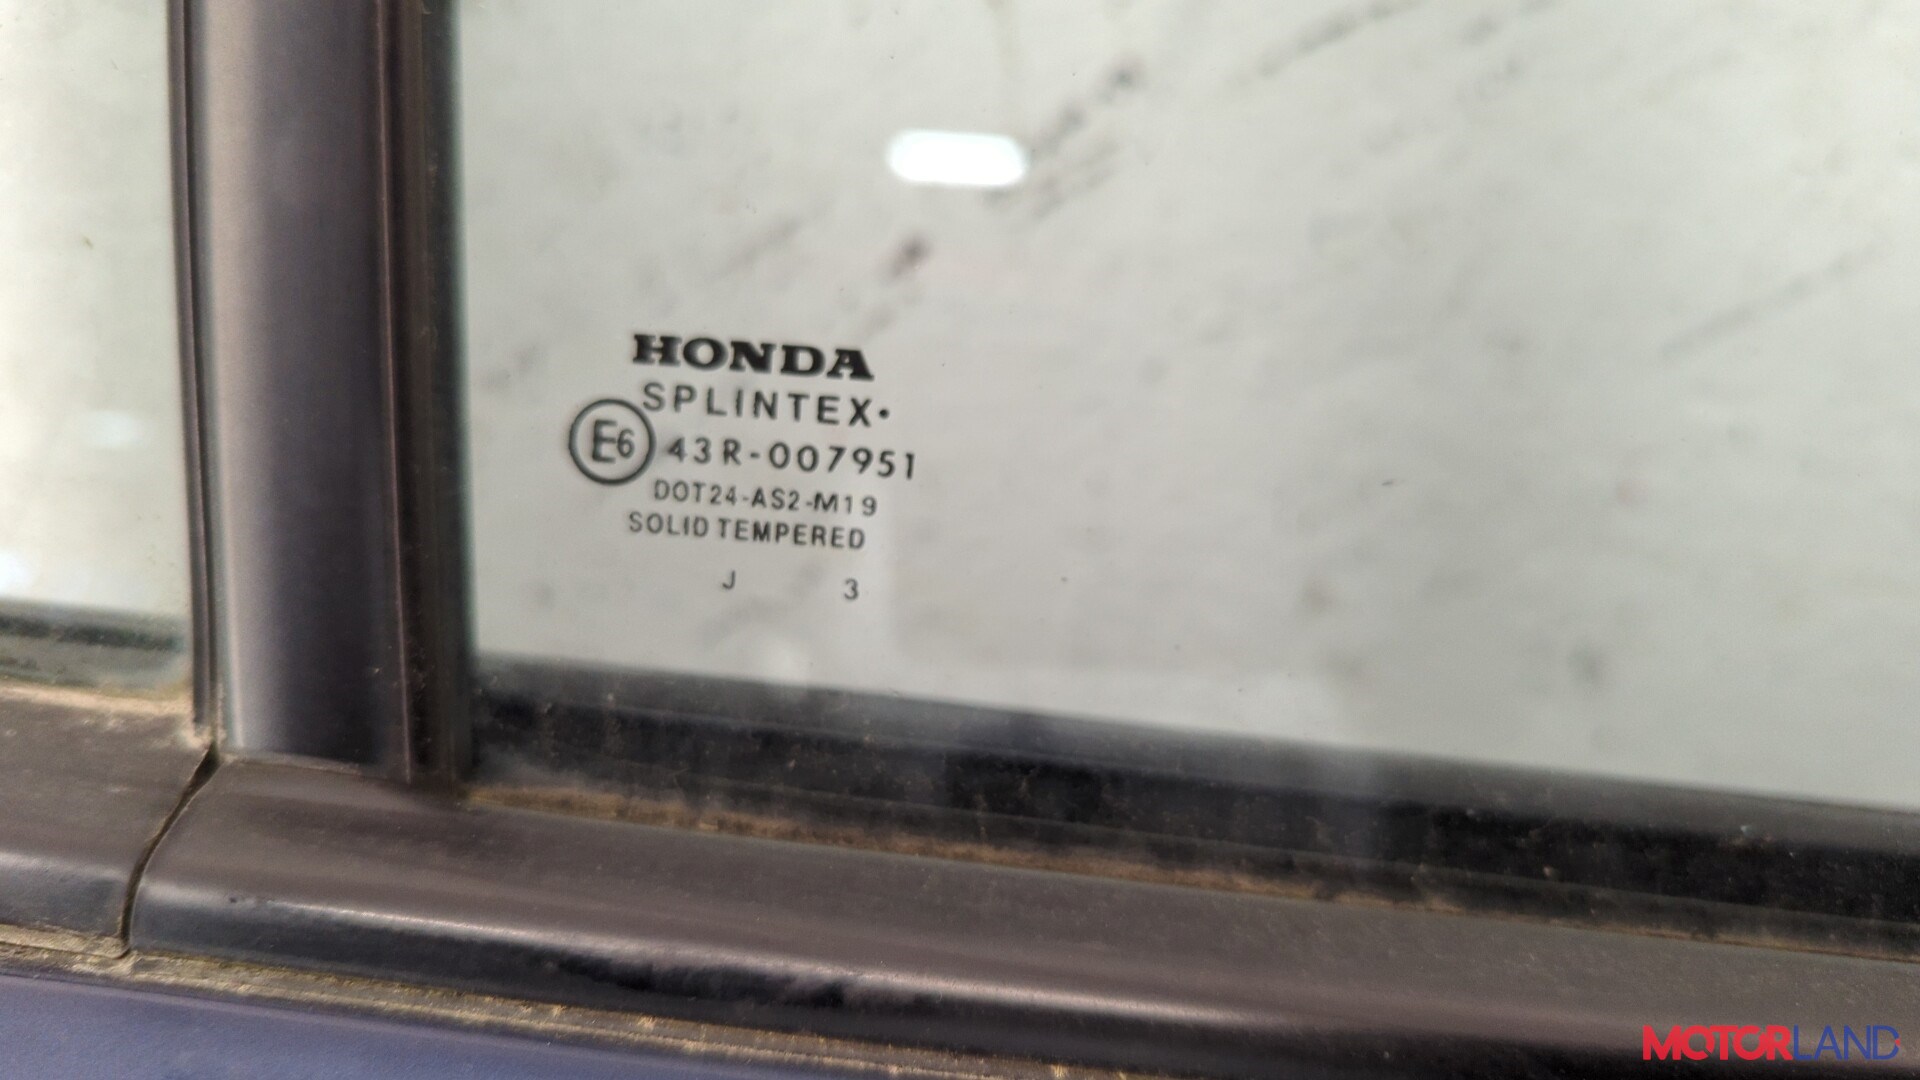 HONDA
SPLINTEX•
E6 43R-007951
DOT24-AS2-M19
SOLID TEMPERED
J 3
MOTORLAND